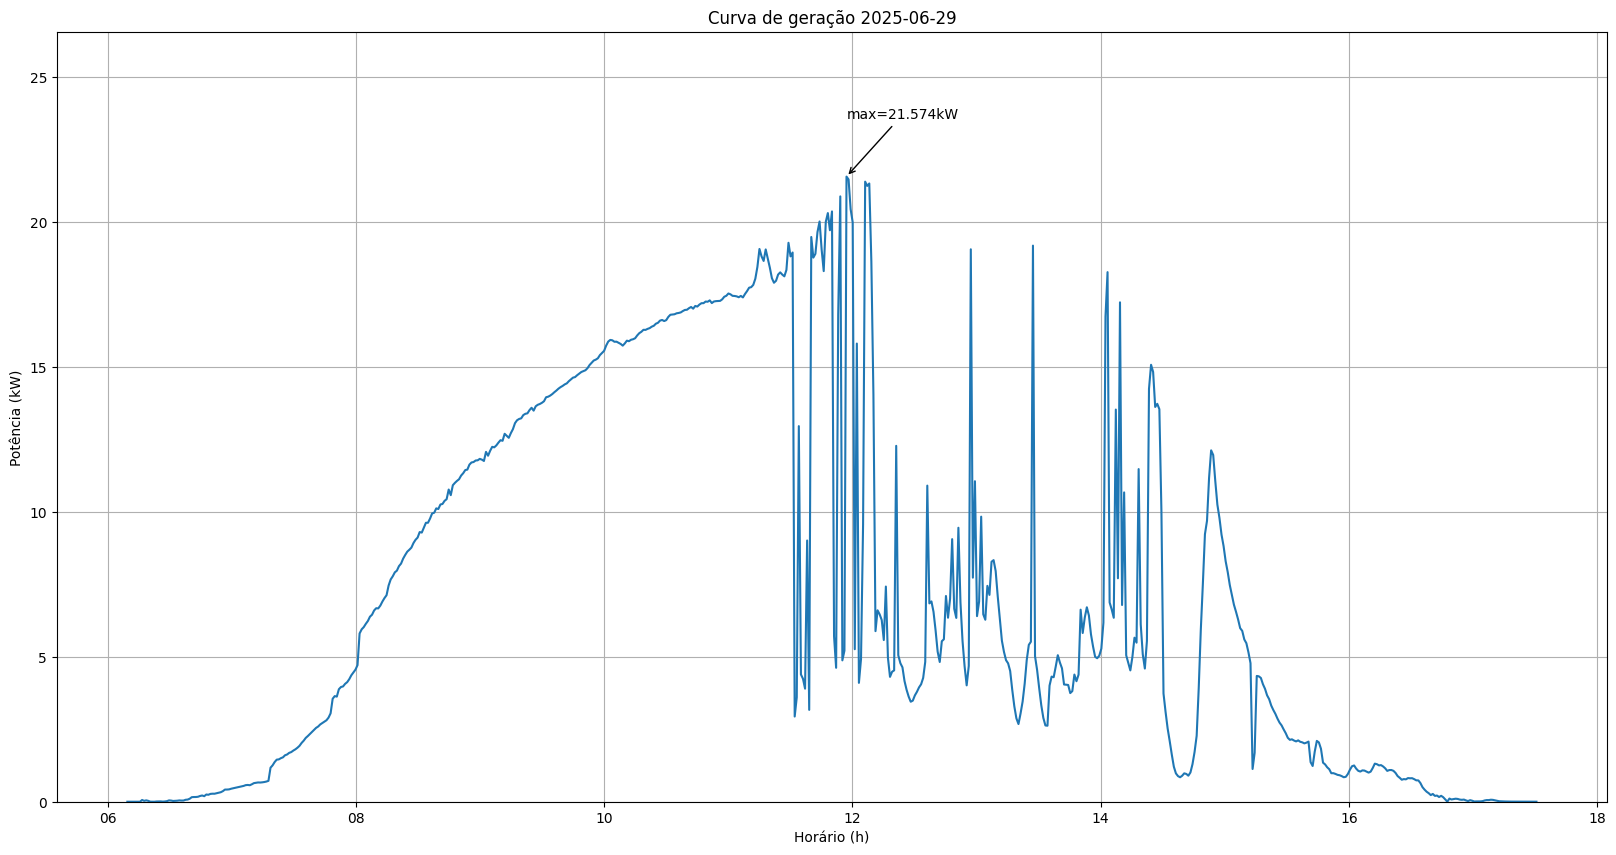 Curva de geração 2025-06-29
25
max=21.574kW
20
15
Potência (kW)
10
5
0
06 08 10 12 14 16 18
Horário (h)